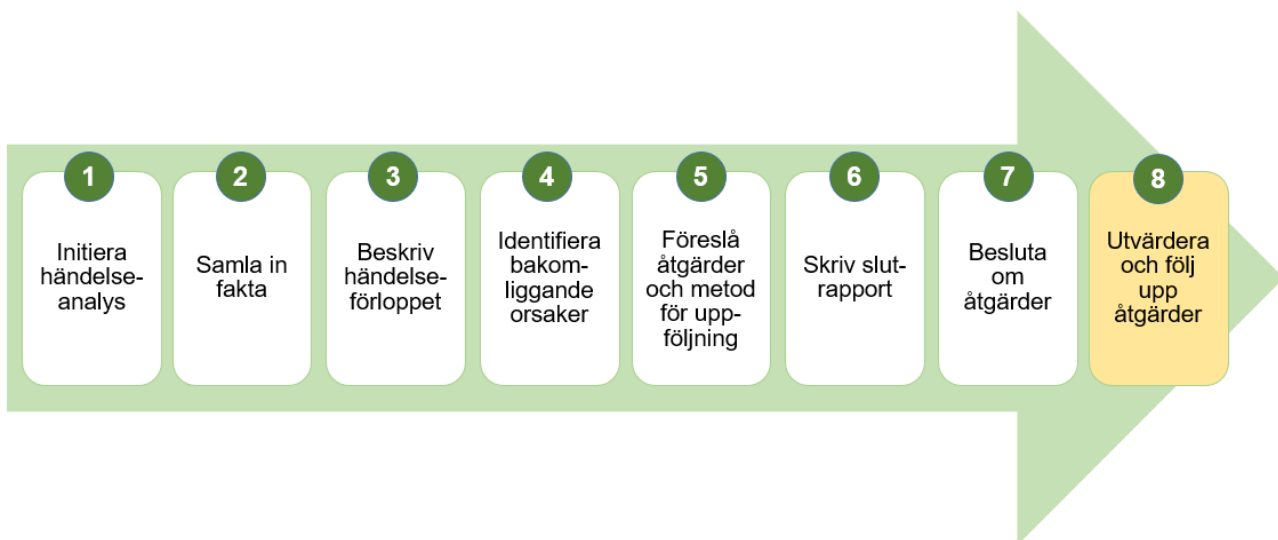 1
Initiera
händelse-
analys
2
Samla in
fakta
3
Beskriv
händelse-
förloppet
4
Identifiera
bakom-
liggande
orsaker
5
Föreslå
åtgärder
och metod
för upp-
följning
6
Skriv slut-
rapport
7
Besluta
om
åtgärder
8
Utvärdera
och följ
upp
åtgärder